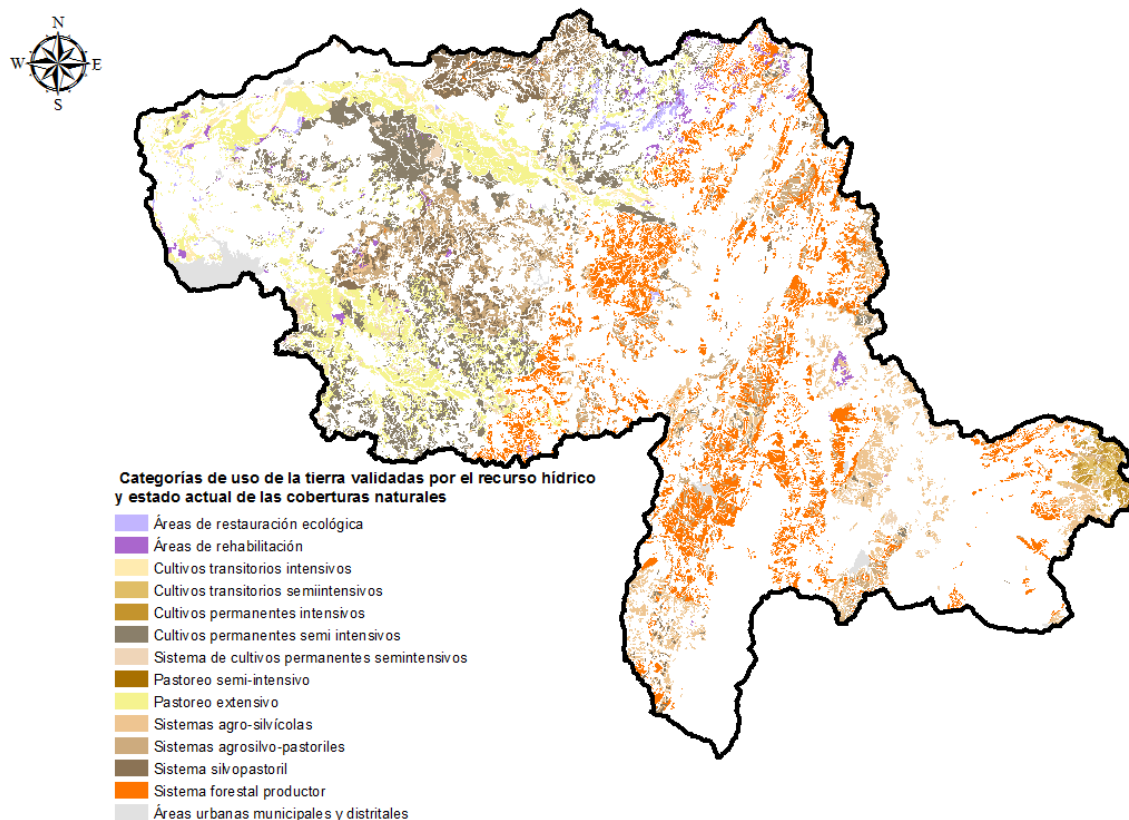 N
W E
S
Categorías de uso de la tierra validadas por el recurso hídrico
y estado actual de las coberturas naturales
Áreas de restauración ecológica
Áreas de rehabilitación
Cultivos transitorios intensivos
Cultivos transitorios semiintensivos
Cultivos permanentes intensivos
Cultivos permanentes semi intensivos
Sistema de cultivos permanentes semintensivos
Pastoreo semi-intensivo
Pastoreo extensivo
Sistemas agro-silvícolas
Sistemas agrosilvo-pastoriles
Sistema silvopastoril
Sistema forestal productor
Áreas urbanas municipales y distritales